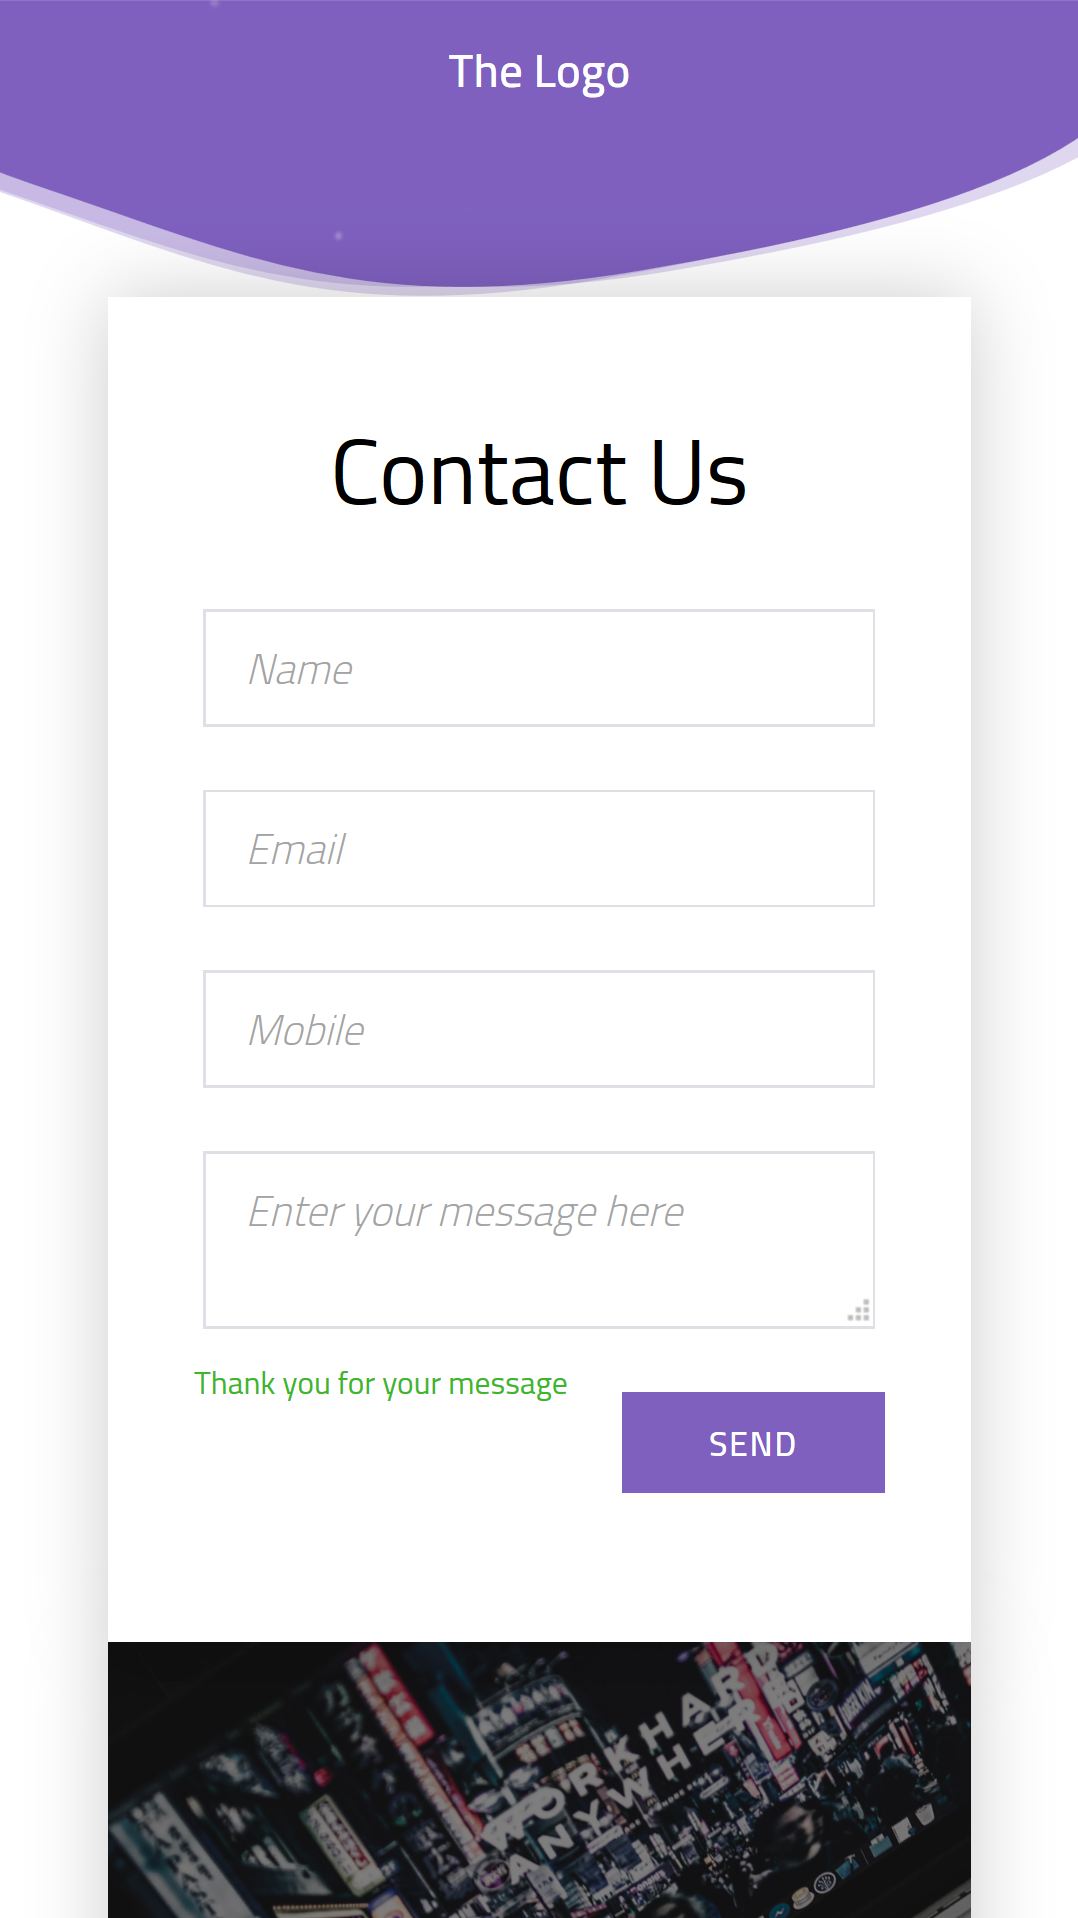 The Logo
Contact Us
Name
Email
Mobile
Enter your message here
Thank you for your message
SEND
WORK HARD
ANYWHERE